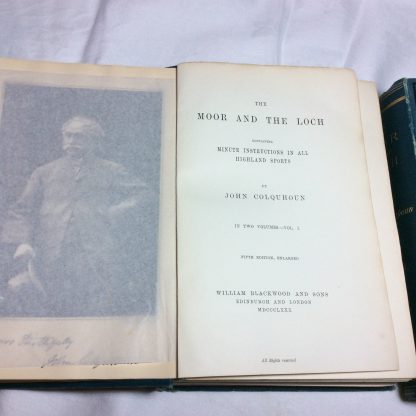 THE
MOOR AND THE LOCH
CONTAINING
MINUTE INSTRUCTIONS IN ALL
HIGHLAND SPORTS
BY
JOHN COLQUHOUN
IN TWO VOLUMES—VOL. I.
FIFTH EDITION, ENLARGED
WILLIAM BLACKWOOD AND SONS
EDINBURGH AND LONDON
MDCCCLXXX
All Rights reserved